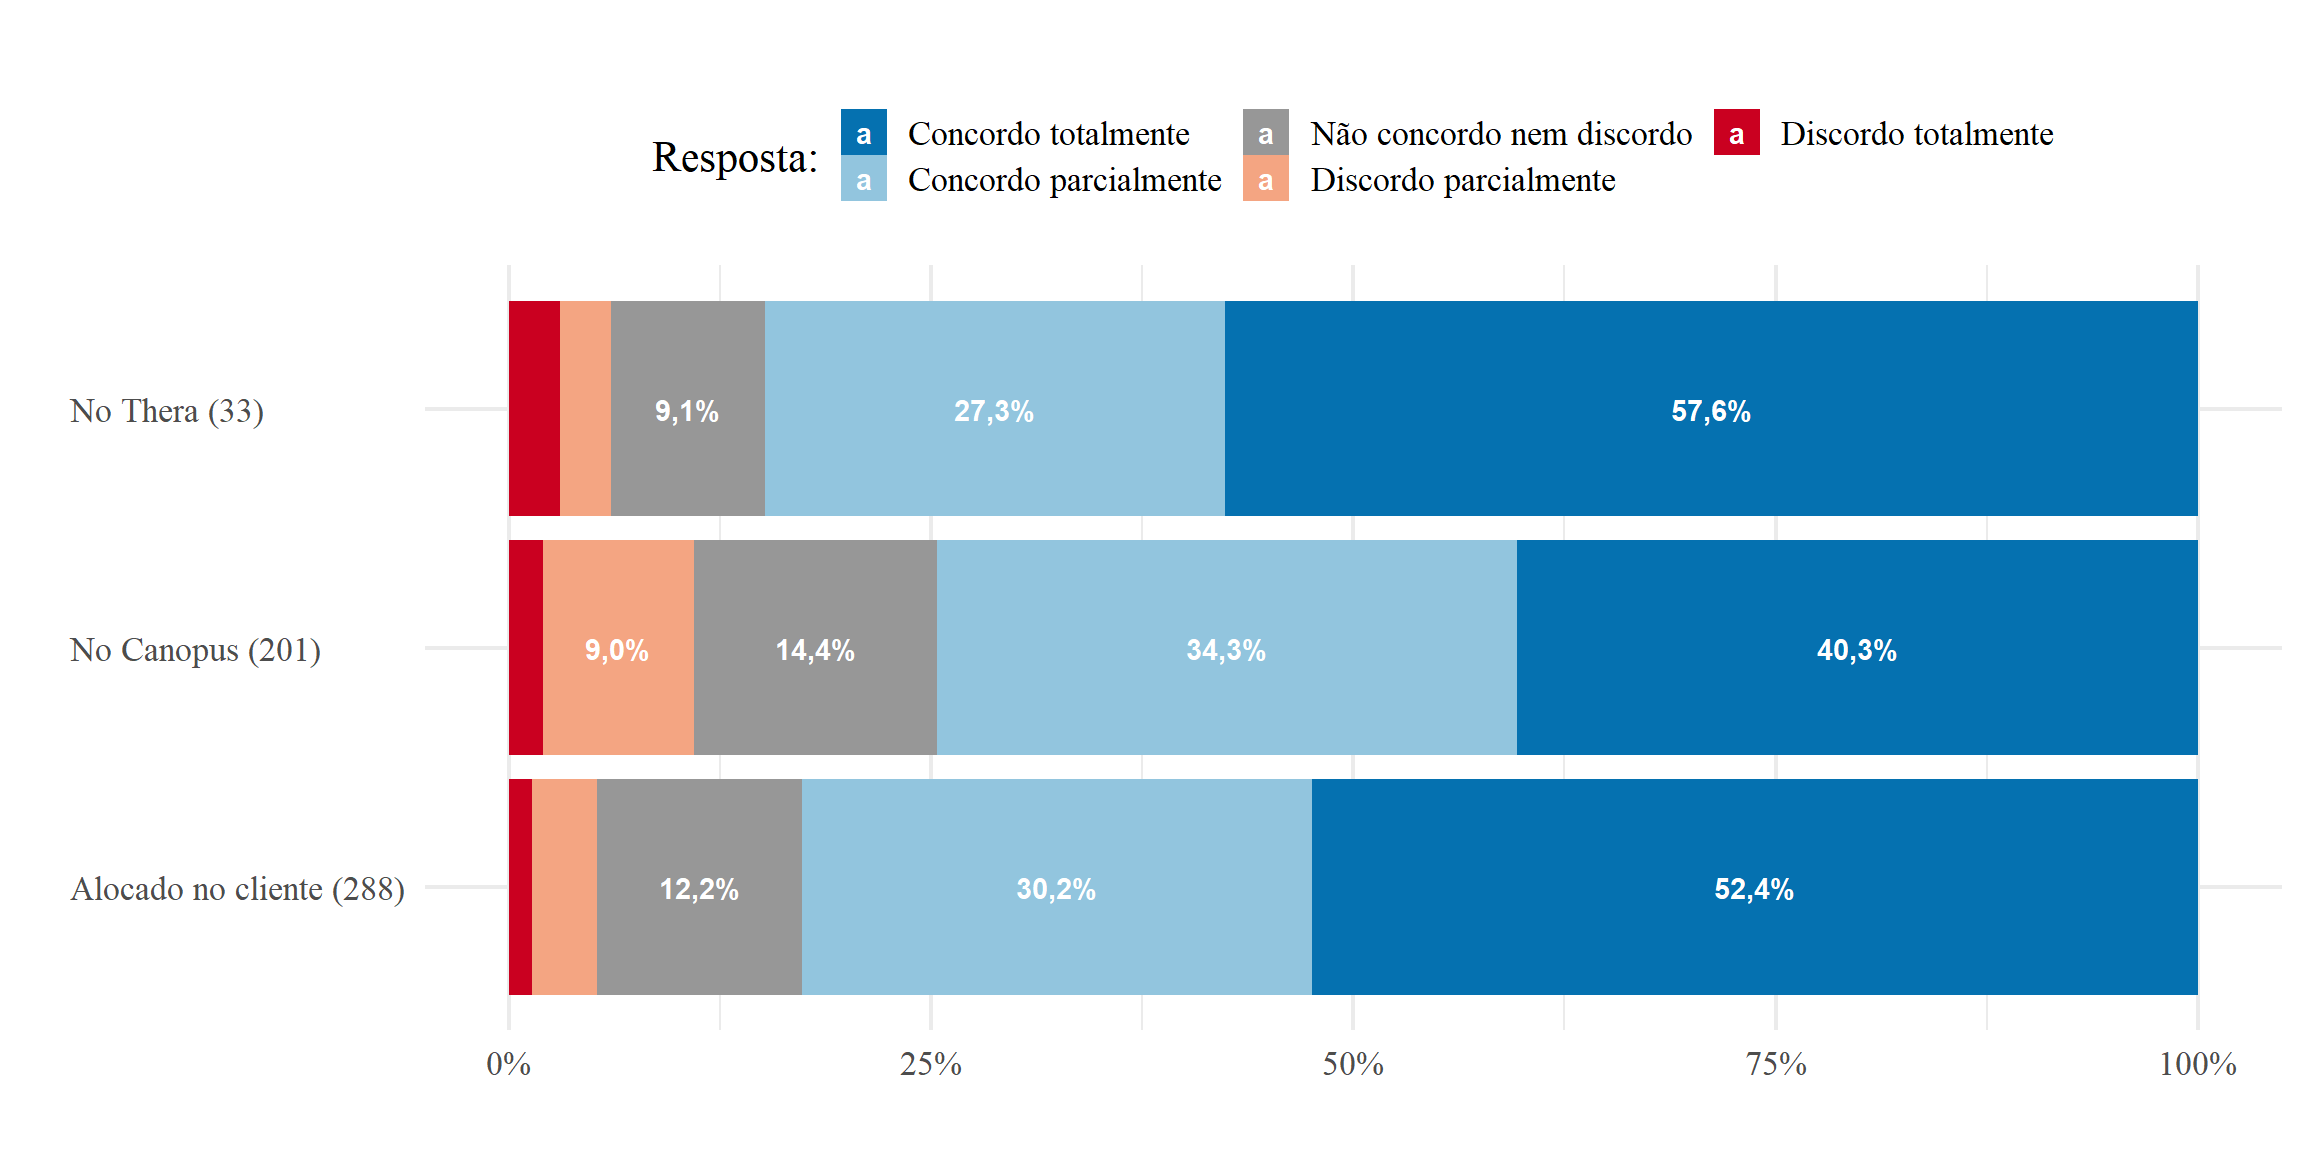 Resposta:
a Concordo totalmente
a Concordo parcialmente
a Não concordo nem discordo
a Discordo parcialmente
a Discordo totalmente
No Thera (33)
9,1% 27,3% 57,6%
No Canopus (201)
9,0% 14,4% 34,3% 40,3%
Alocado no cliente (288)
12,2% 30,2% 52,4%
0% 25% 50% 75% 100%